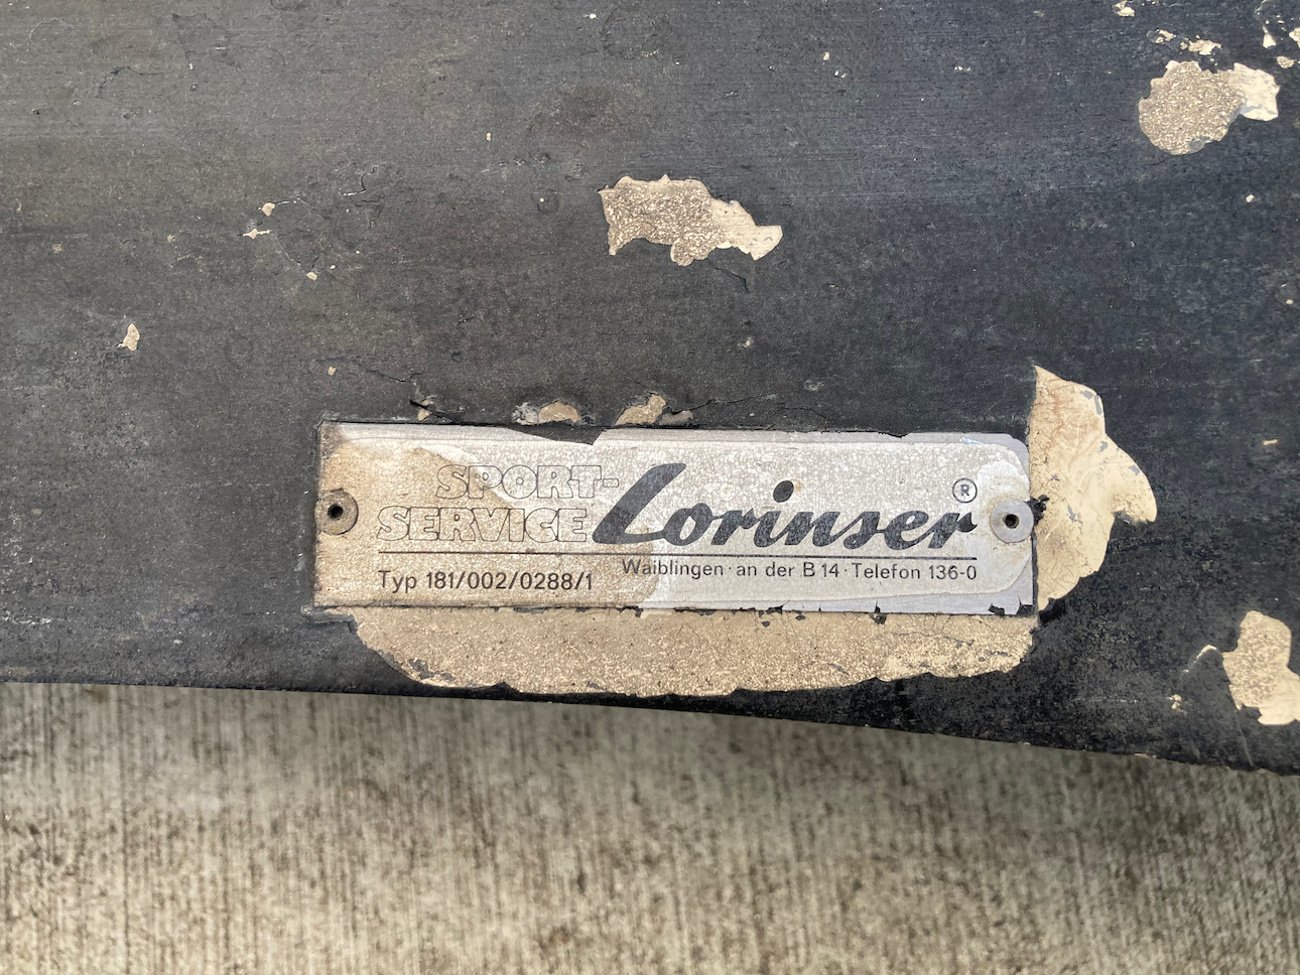 SPORT-
SERVICE Lorinser ®
Typ 181/002/0288/1 Waiblingen · an der B 14 · Telefon 136-0